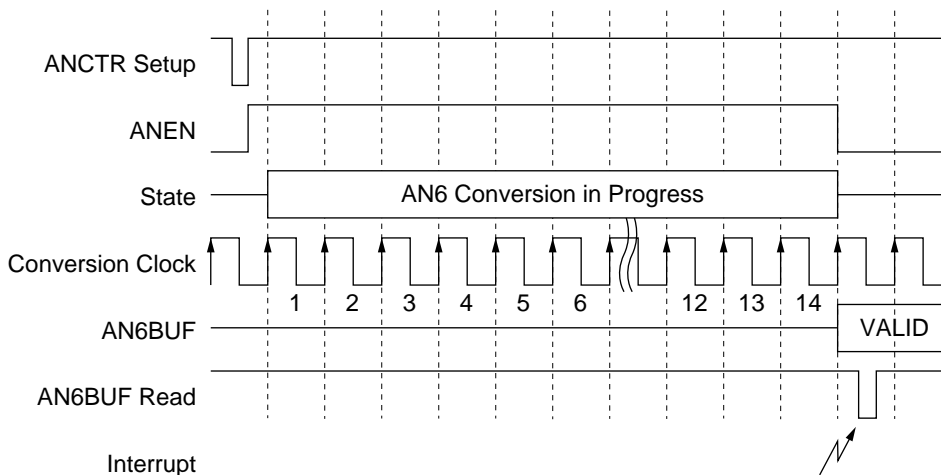 ANCTR Setup
ANEN
State
AN6 Conversion in Progress
Conversion Clock
1 2 3 4 5 6 12 13 14
AN6BUF
VALID
AN6BUF Read
Interrupt